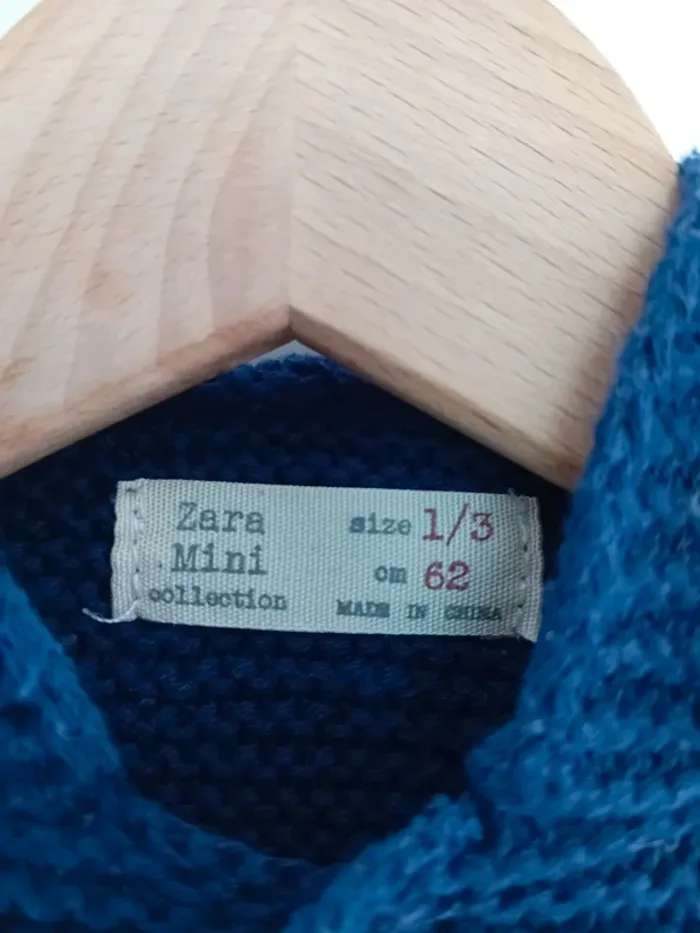 Zara
Mini
collection
size 1/3
cm 62
MADE IN CHINA